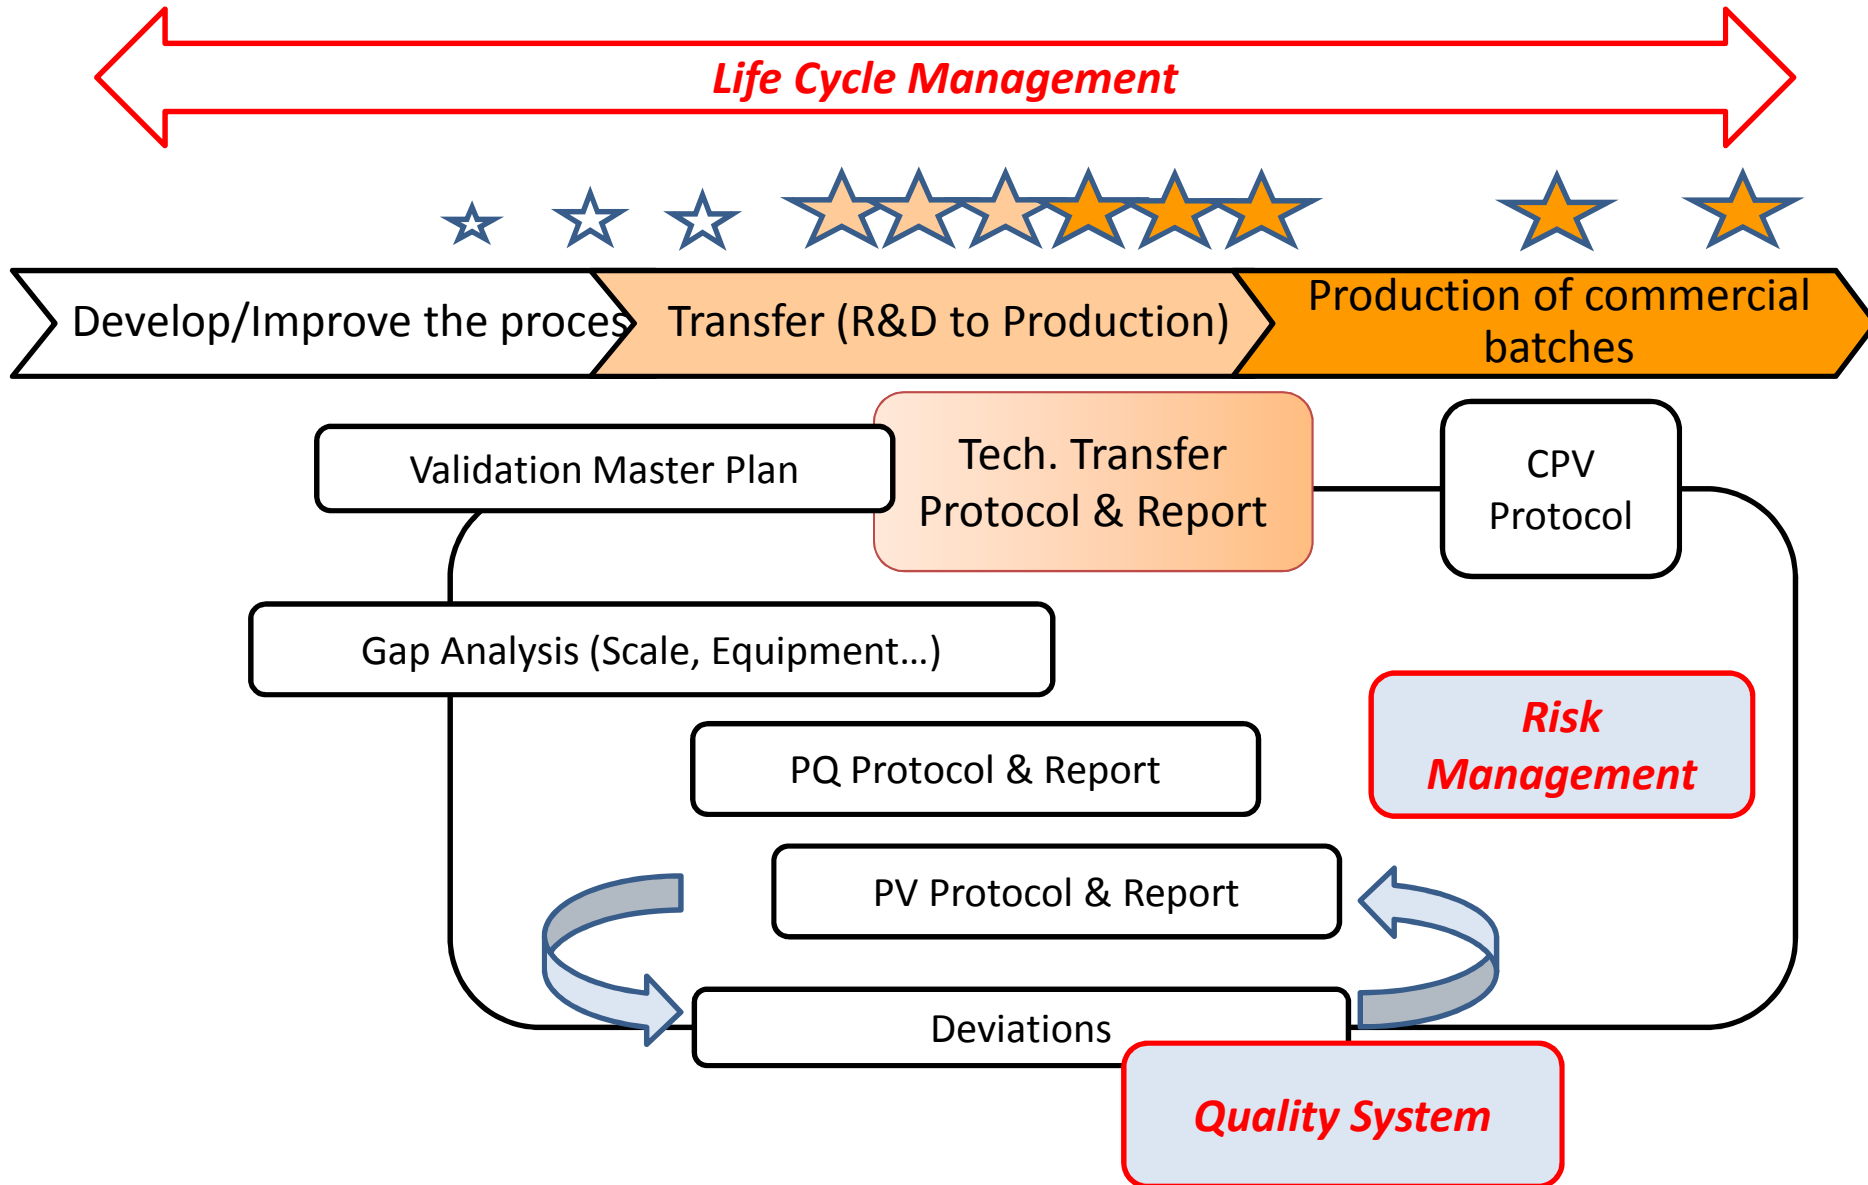 Life Cycle Management
Develop/Improve the proces
Transfer (R&D to Production)
Production of commercial
batches
Validation Master Plan
Tech. Transfer
Protocol & Report
CPV
Protocol
Gap Analysis (Scale, Equipment…)
Risk
Management
PQ Protocol & Report
PV Protocol & Report
Deviations
Quality System